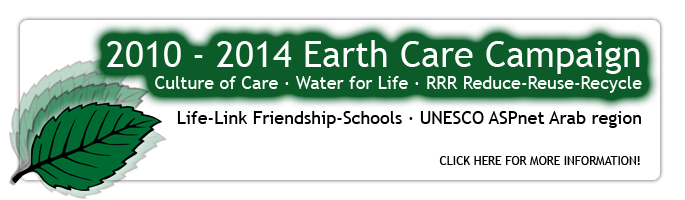 2010 - 2014 Earth Care Campaign
Culture of Care · Water for Life · RRR Reduce-Reuse-Recycle
Life-Link Friendship-Schools · UNESCO ASPnet Arab region
CLICK HERE FOR MORE INFORMATION!